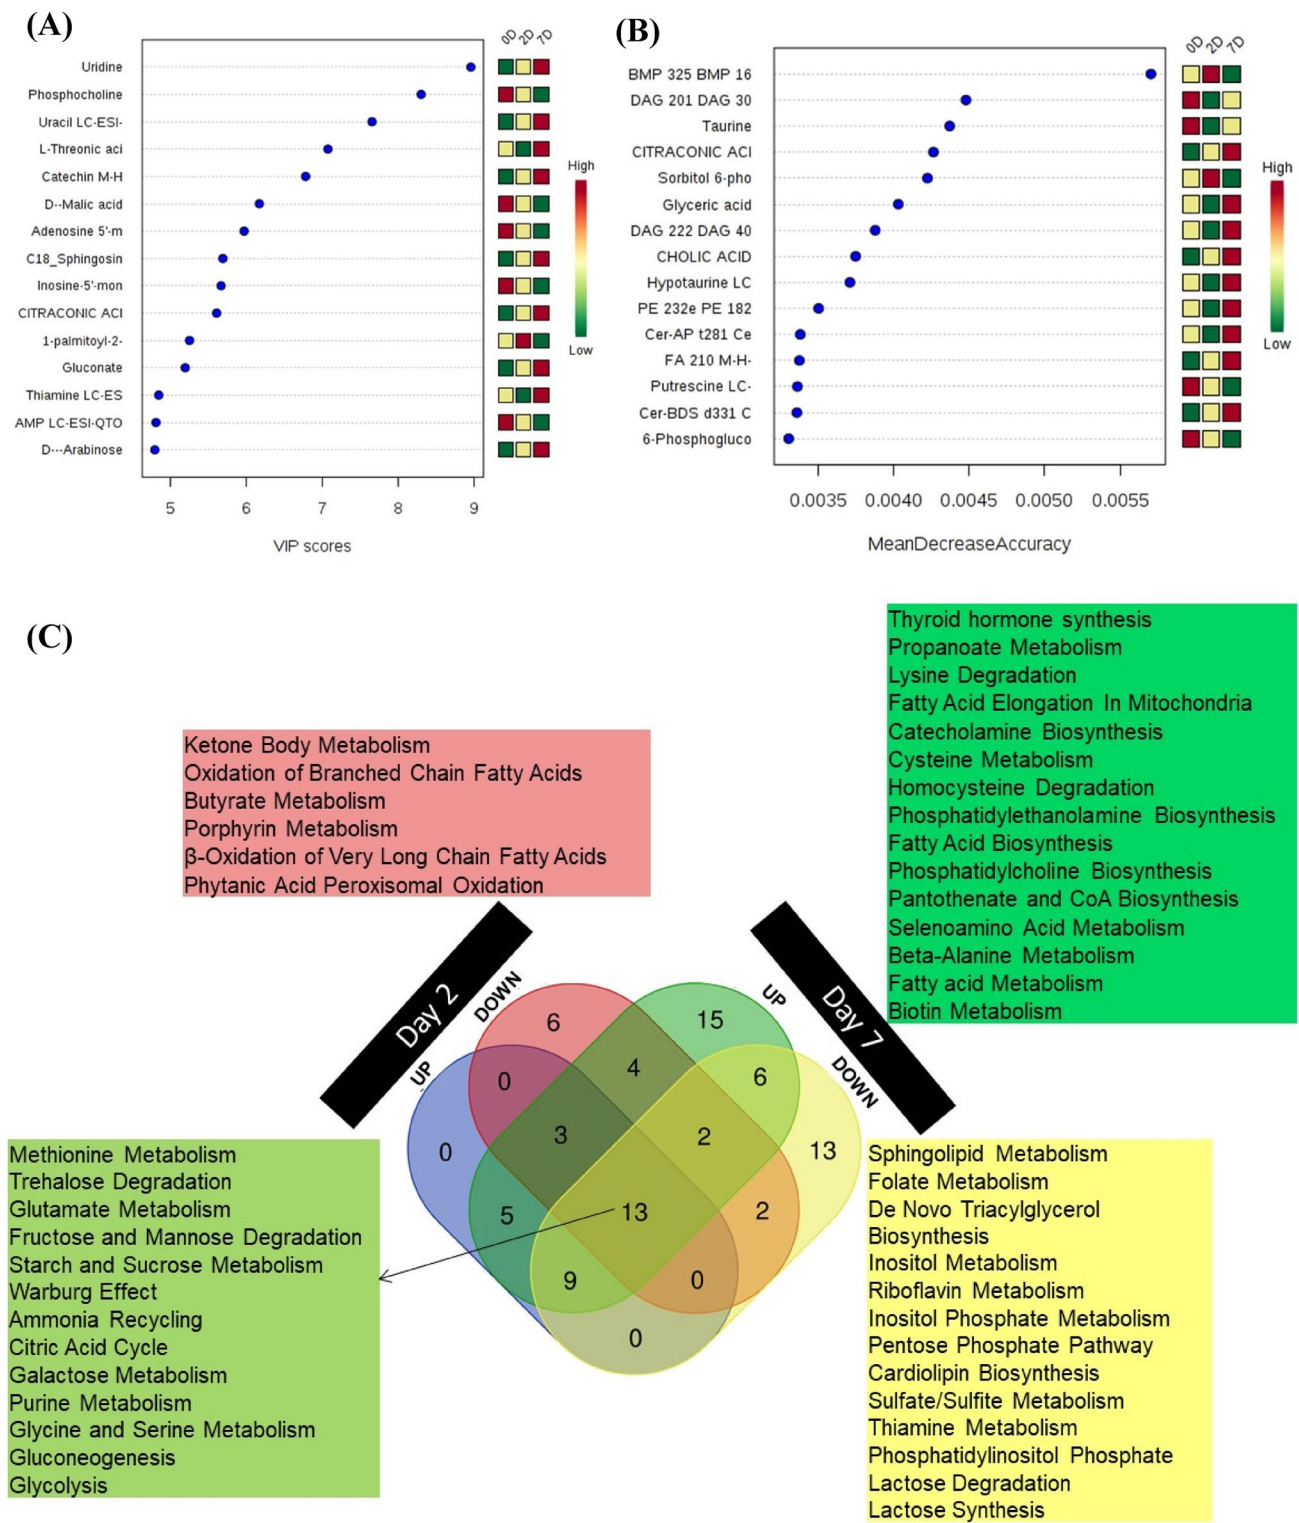 (A)
0D 2D 7D
Uridine
Phosphocholine
Uracil LC-ESI-
L-Threonic aci
Catechin M-H
D--Malic acid
Adenosine 5'-m
C18_Sphingosin
Inosine-5'-mon
CITRACONIC ACI
1-palmitoyl-2-
Gluconate
Thiamine LC-ES
AMP LC-ESI-QTO
D---Arabinose
High
Low
5 6 7 8 9
VIP scores
(B)
0D 2D 7D
BMP 325 BMP 16
DAG 201 DAG 30
Taurine
CITRACONIC ACI
Sorbitol 6-pho
Glyceric acid
DAG 222 DAG 40
CHOLIC ACID
Hypotaurine LC
PE 232e PE 182
Cer-AP t281 Ce
FA 210 M-H-
Putrescine LC-
Cer-BDS d331 C
6-Phosphogluco
High
Low
0.0035 0.0040 0.0045 0.0050 0.0055
MeanDecreaseAccuracy
(C)
Ketone Body Metabolism
Oxidation of Branched Chain Fatty Acids
Butyrate Metabolism
Porphyrin Metabolism
β-Oxidation of Very Long Chain Fatty Acids
Phytanic Acid Peroxisomal Oxidation
Thyroid hormone synthesis
Propanoate Metabolism
Lysine Degradation
Fatty Acid Elongation In Mitochondria
Catecholamine Biosynthesis
Cysteine Metabolism
Homocysteine Degradation
Phosphatidylethanolamine Biosynthesis
Fatty Acid Biosynthesis
Phosphatidylcholine Biosynthesis
Pantothenate and CoA Biosynthesis
Selenoamino Acid Metabolism
Beta-Alanine Metabolism
Fatty acid Metabolism
Biotin Metabolism
Day 2
UP
DOWN
Day 7
UP
DOWN
6
15
0
4
6
0
3
2
13
5
13
2
9
0
0
Methionine Metabolism
Trehalose Degradation
Glutamate Metabolism
Fructose and Mannose Degradation
Starch and Sucrose Metabolism
Warburg Effect
Ammonia Recycling
Citric Acid Cycle
Galactose Metabolism
Purine Metabolism
Glycine and Serine Metabolism
Gluconeogenesis
Glycolysis
Sphingolipid Metabolism
Folate Metabolism
De Novo Triacylglycerol
Biosynthesis
Inositol Metabolism
Riboflavin Metabolism
Inositol Phosphate Metabolism
Pentose Phosphate Pathway
Cardiolipin Biosynthesis
Sulfate/Sulfite Metabolism
Thiamine Metabolism
Phosphatidylinositol Phosphate
Lactose Degradation
Lactose Synthesis